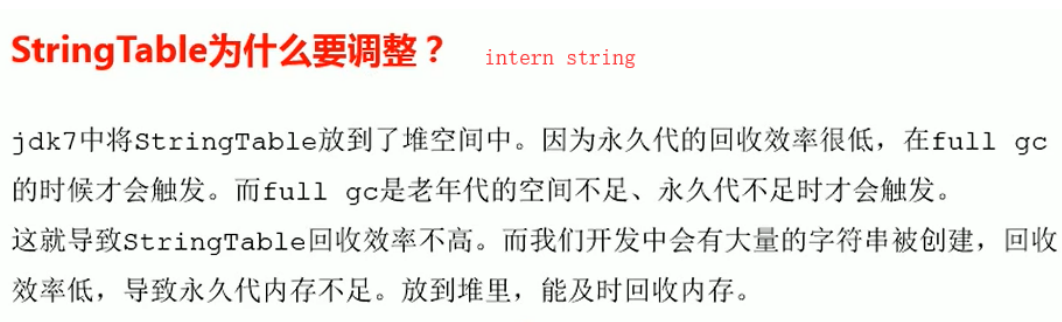 StringTable为什么要调整？ intern string
jdk7中将StringTable放到了堆空间中。因为永久代的回收效率很低，在full gc
的时候才会触发。而full gc是老年代的空间不足、永久代不足时才会触发。
这就导致StringTable回收效率不高。而我们开发中会有大量的字符串被创建，回收
效率低，导致永久代内存不足。放到堆里，能及时回收内存。